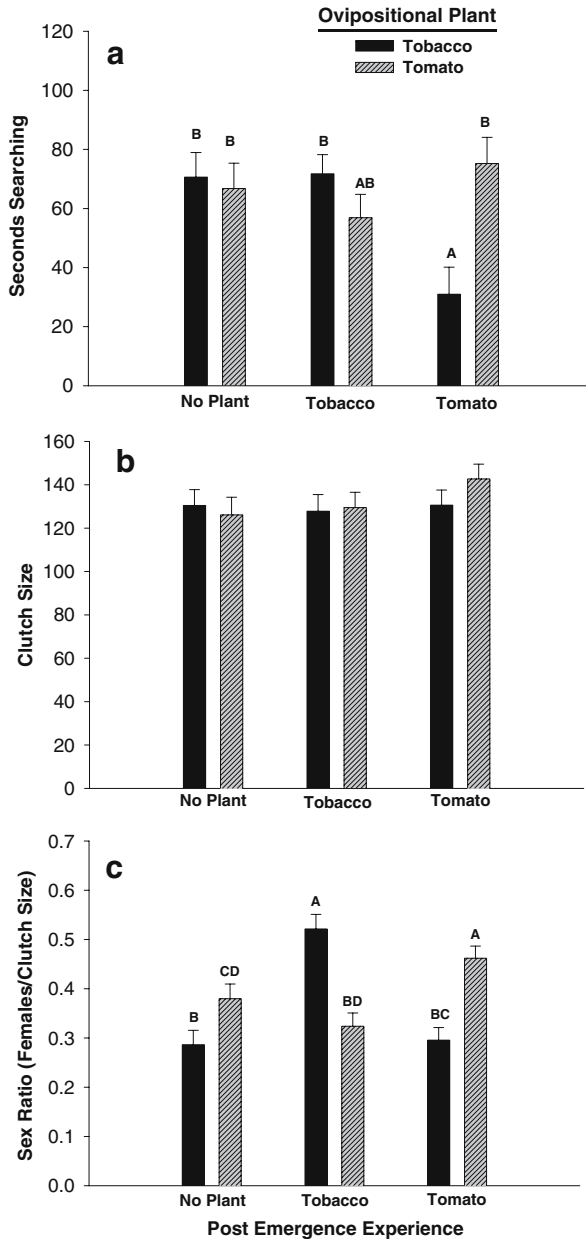 Ovipositional Plant
Tobacco
Tomato
a
120
100
80
60
40
20
0
Seconds Searching
B B B AB A B
No Plant Tobacco Tomato
b
160
140
120
100
80
60
40
20
0
Clutch Size
No Plant Tobacco Tomato
c
0.7
0.6
0.5
0.4
0.3
0.2
0.1
0.0
Sex Ratio (Females/Clutch Size)
B CD A BD BC A
No Plant Tobacco Tomato
Post Emergence Experience